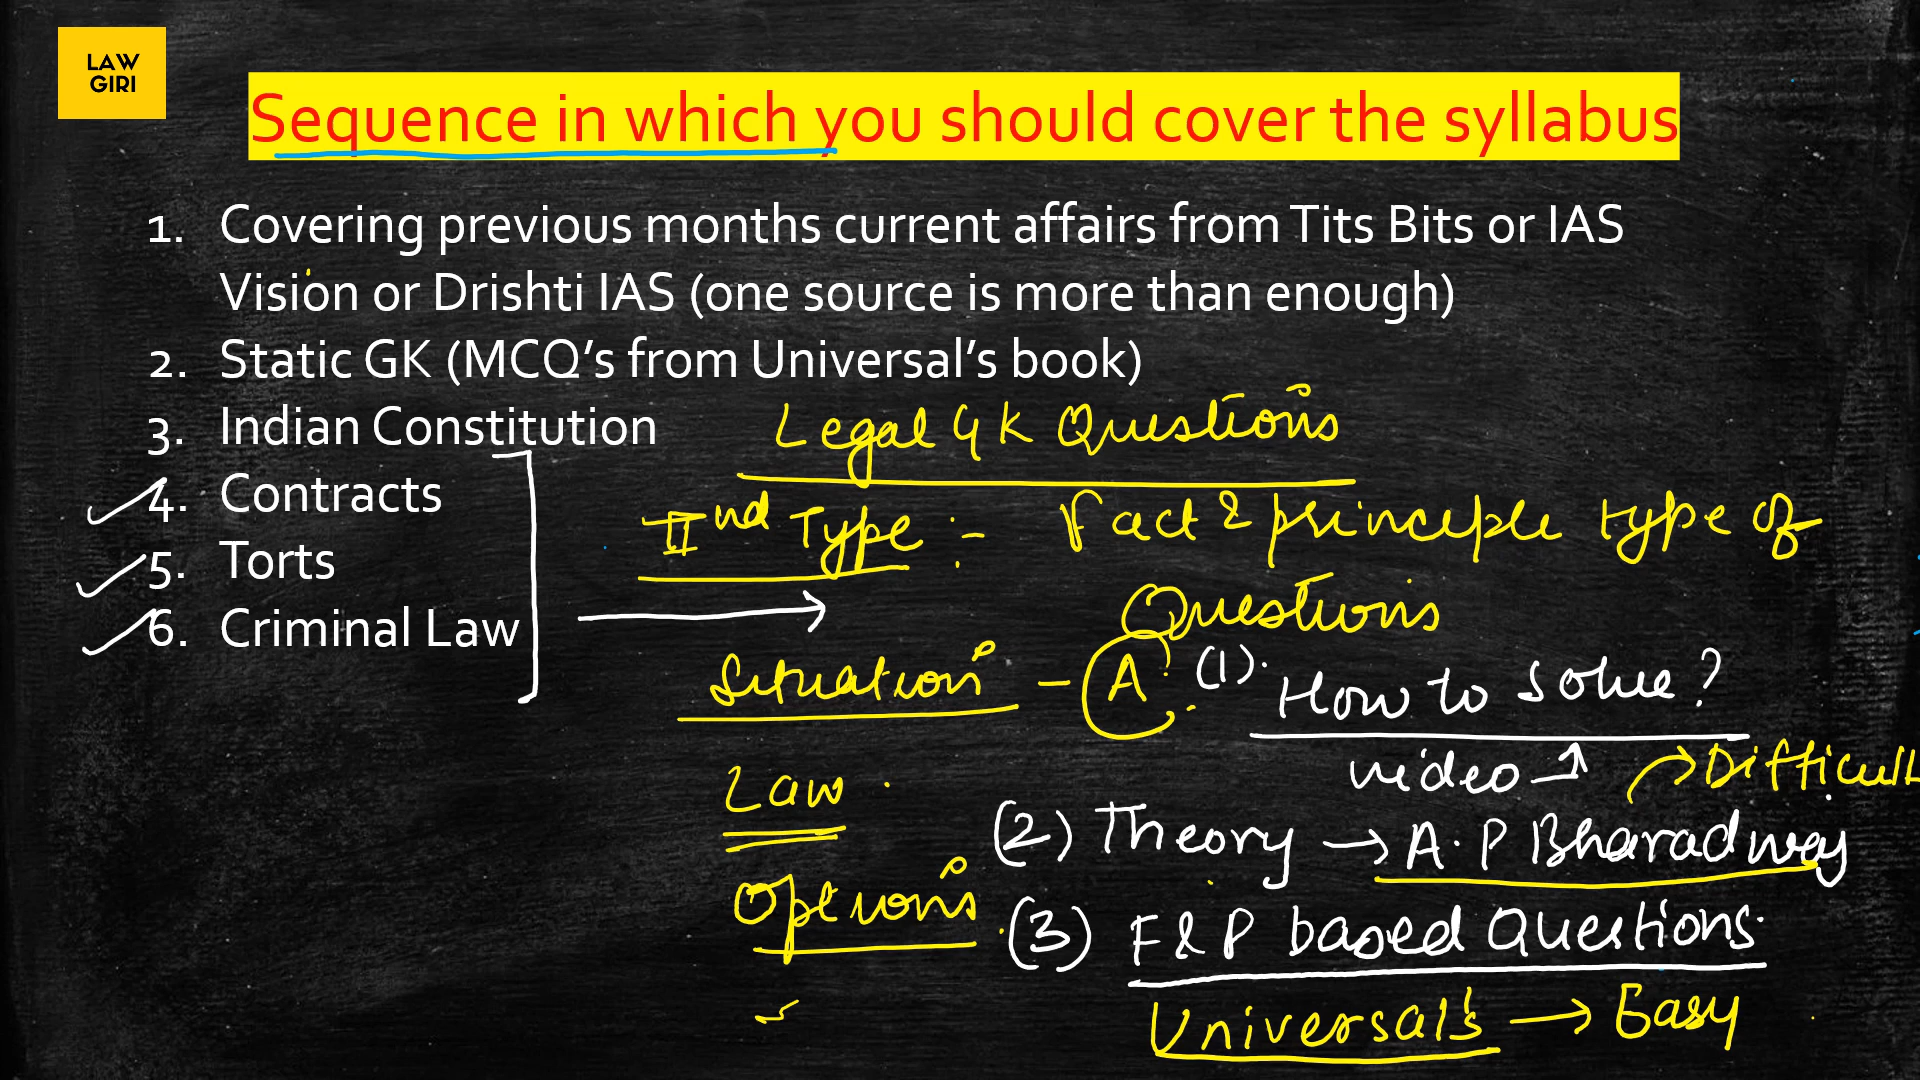 LAW
GIRI
Sequence in which you should cover the syllabus
1. Covering previous months current affairs from Tits Bits or IAS
Vision or Drishti IAS (one source is more than enough)
2. Static GK (MCQ's from Universal's book)
3. Indian Constitution
Legal GK Questions
4. Contracts
IInd Type :- Fact & principle type of
Questions
5. Torts
6. Criminal Law
Situation - A
(1). How to Solve?
video
Difficult
Law
(2) Theory → A.P Bharadway
Options
(3) F&P based Questions.
Universal's → Easy